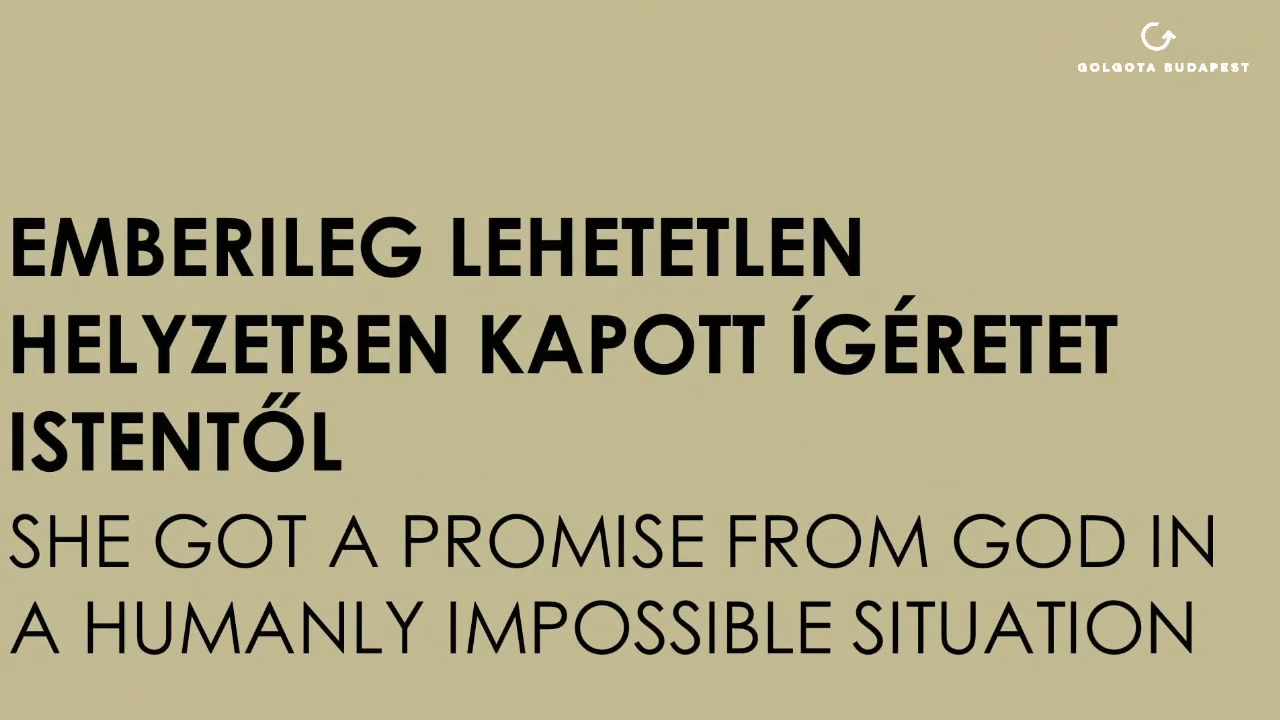 GOLGOTA BUDAPEST
EMBERILEG LEHETETLEN
HELYZETBEN KAPOTT ÍGÉRETET
ISTENTŐL
SHE GOT A PROMISE FROM GOD IN
A HUMANLY IMPOSSIBLE SITUATION